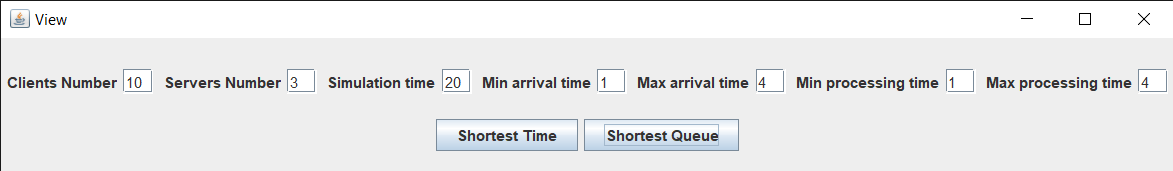 View
Clients Number 10 Servers Number 3 Simulation time 20 Min arrival time 1 Max arrival time 4 Min processing time 1 Max processing time 4
Shortest Time Shortest Queue